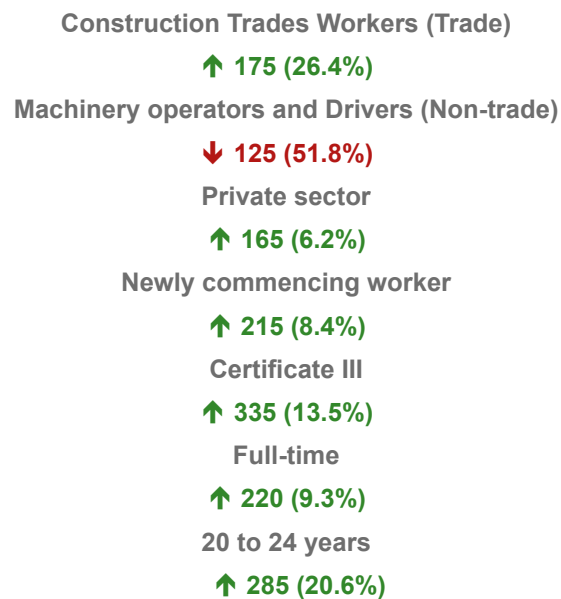 Construction Trades Workers (Trade)
↑ 175 (26.4%)
Machinery operators and Drivers (Non-trade)
↓ 125 (51.8%)
Private sector
↑ 165 (6.2%)
Newly commencing worker
↑ 215 (8.4%)
Certificate III
↑ 335 (13.5%)
Full-time
↑ 220 (9.3%)
20 to 24 years
↑ 285 (20.6%)